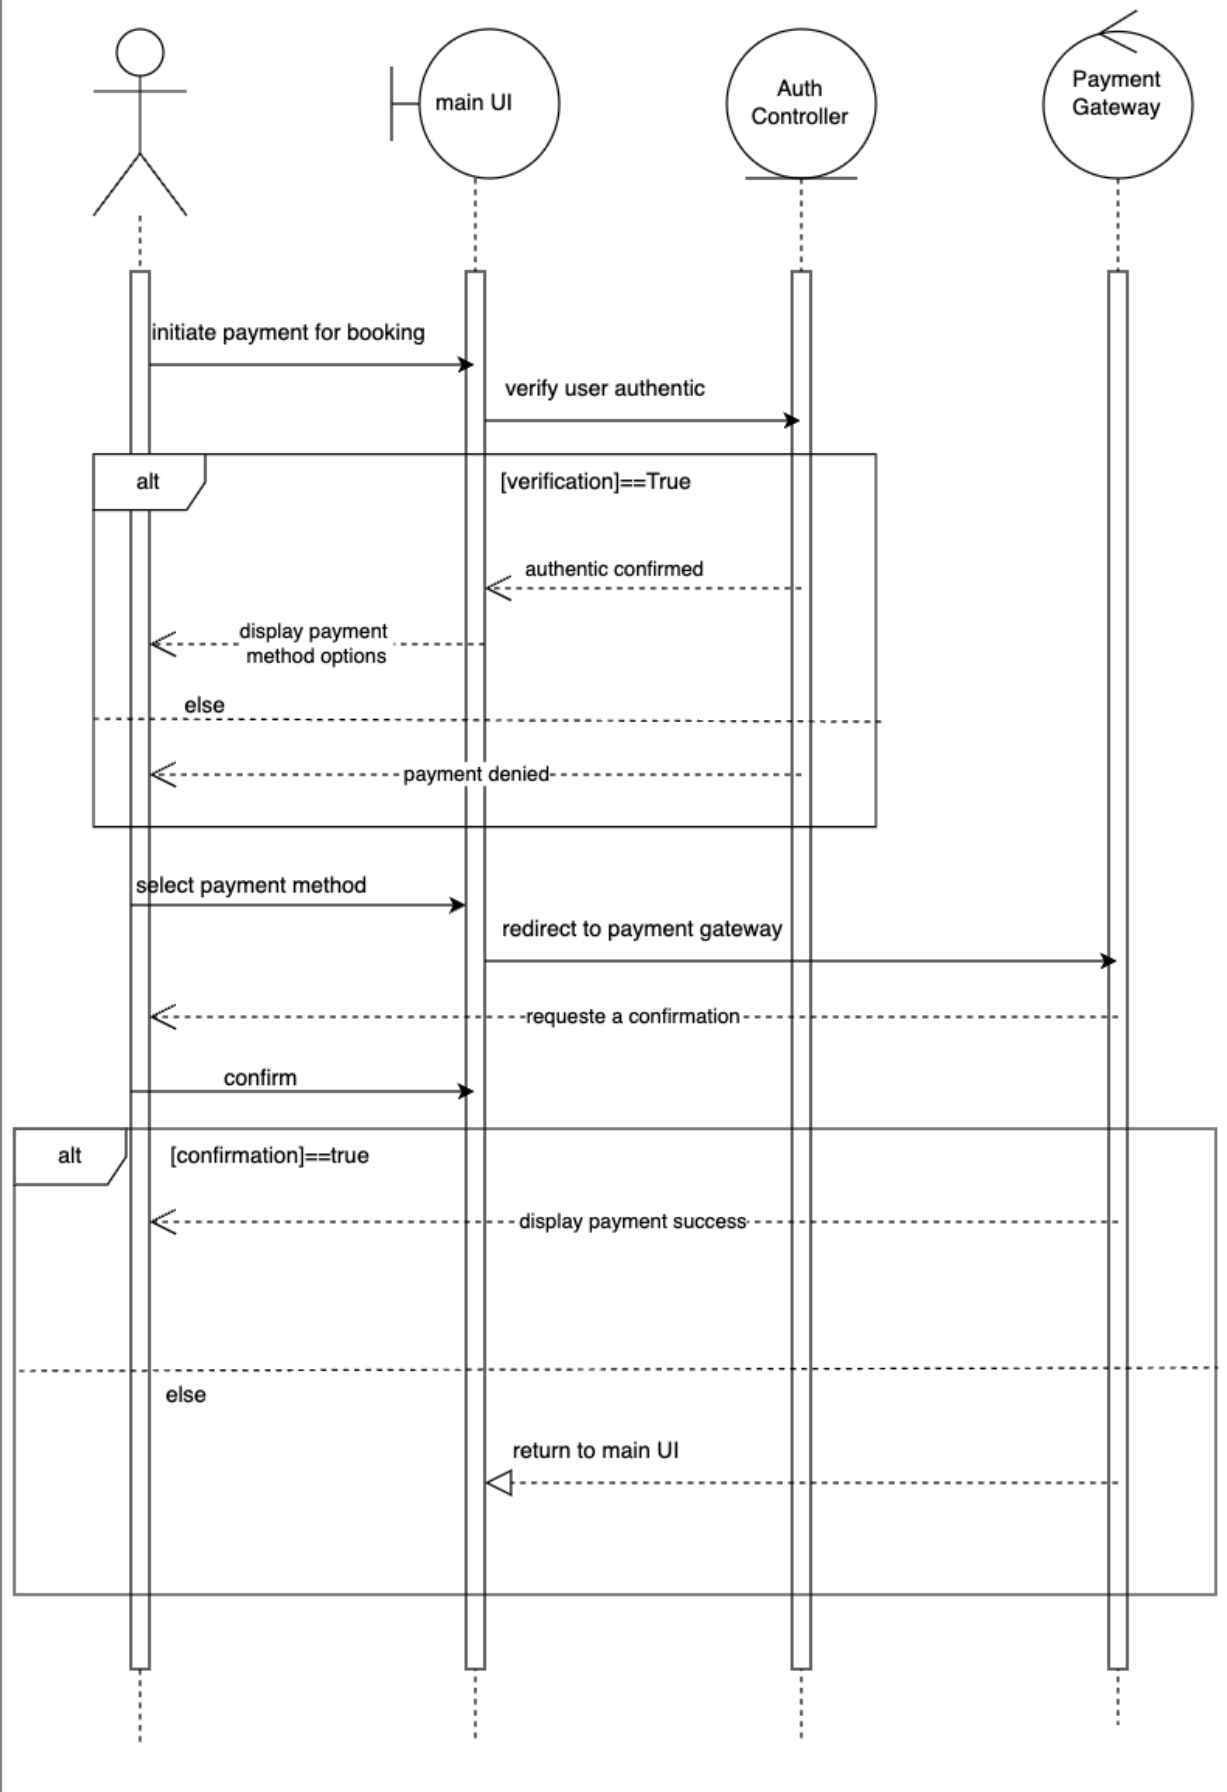 main UI
Auth
Controller
Payment
Gateway
initiate payment for booking
verify user authentic
alt
[verification]==True
authentic confirmed
display payment
method options
else
payment denied
select payment method
redirect to payment gateway
requeste a confirmation
confirm
alt
[confirmation]==true
display payment success
else
return to main UI